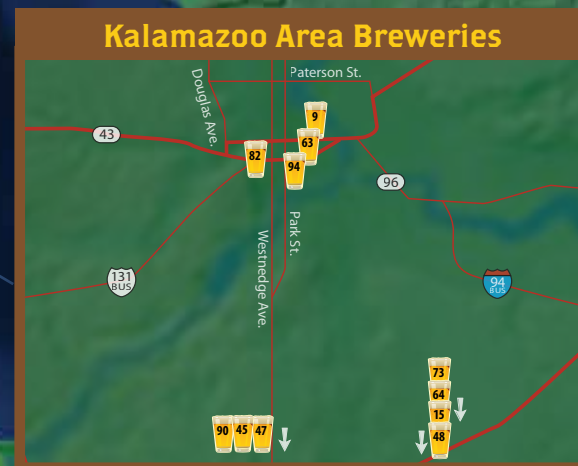 Kalamazoo Area Breweries
Paterson St.
Douglas Ave.
9
43
63
82
94
96
Park St.
Westnedge Ave.
131
BUS
94
BUS
73
64
15
48
90 45 47